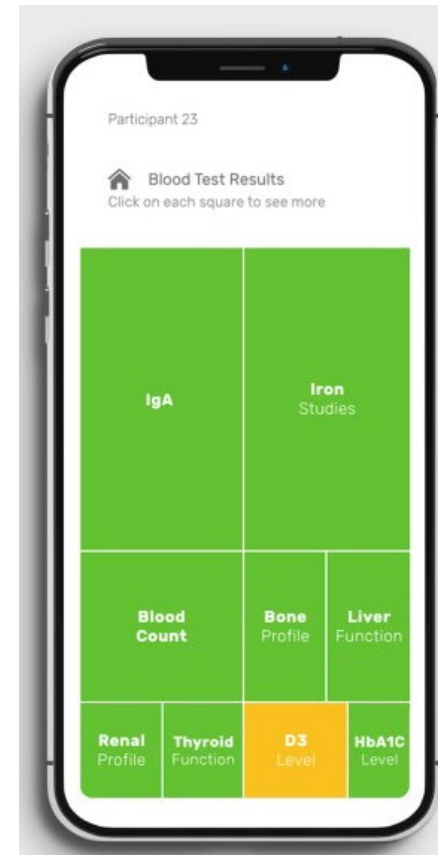 Participant 23
Blood Test Results
Click on each square to see more
IgA
Iron
Studies
Blood
Count
Bone
Profile
Liver
Function
Renal
Profile
Thyroid
Function
D3
Level
HbA1C
Level